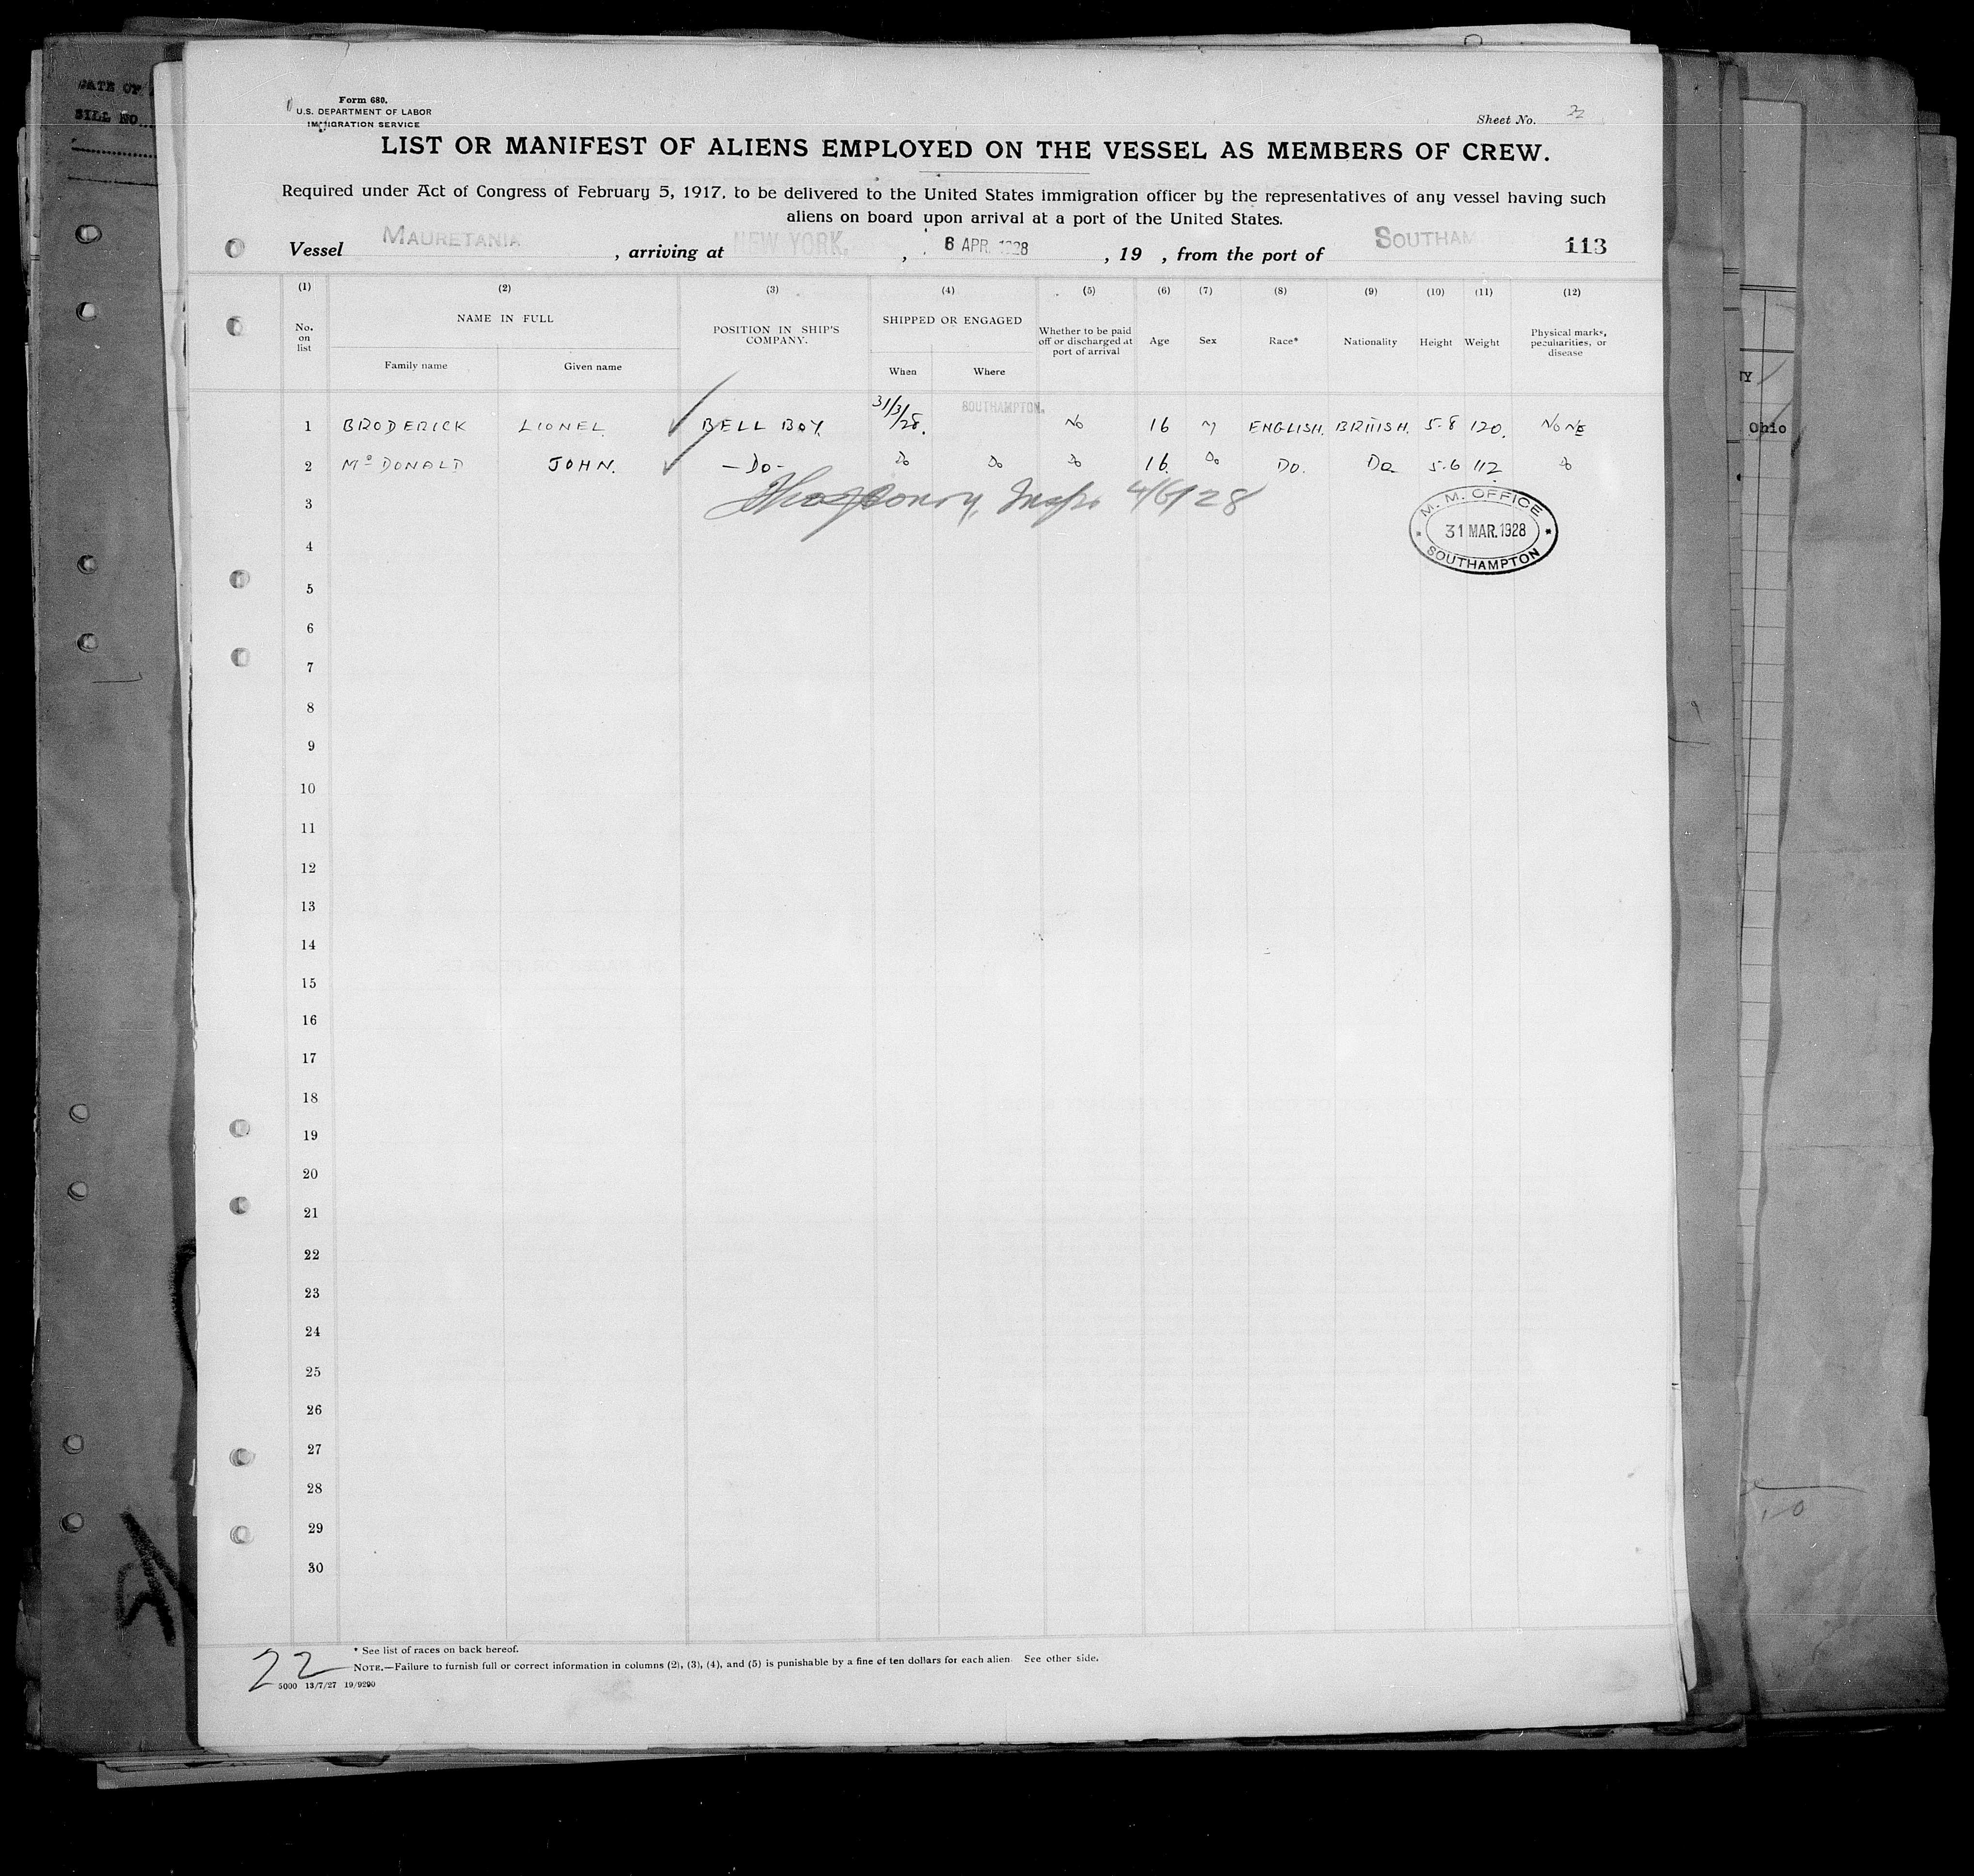 DATE OF
BILL NO.
Form 680.
U.S. DEPARTMENT OF LABOR
IMMIGRATION SERVICE
Sheet No.
LIST OR MANIFEST OF ALIENS EMPLOYED ON THE VESSEL AS MEMBERS OF CREW.
Required under Act of Congress of February 5, 1917, to be delivered to the United States immigration officer by the representatives of any vessel having such
aliens on board upon arrival at a port of the United States.
Vessel MAURETANIA , arriving at NEW YORK. , 6 APR. 1928 , 19 , from the port of SOUTHAM 113
(1) (2) (3) (4) (5) (6) (7) (8) (9) (10) (11) (12)
No. on list NAME IN FULL Family name Given name POSITION IN SHIP'S COMPANY. SHIPPED OR ENGAGED When Where Whether to be paid off or discharged at port of arrival Age Sex Race* Nationality Height Weight Physical marks, peculiarities, or disease
1 BRODERICK LIONEL BELL BOY. 31/3/28. SOUTHAMPTON. No 16 M ENGLISH. BRITISH. 5.8 120. NONE
2 McDONALD JOHN. -Do- Do Do Do 16. Do Do. Do 5.6 112. Do
3 Inspr 4/6/28
M. M. OFFICE
31 MAR. 1928
SOUTHAMPTON
4
5
6
7
8
9
10
11
12
13
14
15
16
17
18
19
20
21
22
23
24
25
26
27
28
29
30
* See list of races on back hereof.
22
NOTE.—Failure to furnish full or correct information in columns (2), (3), (4), and (5) is punishable by a fine of ten dollars for each alien. See other side.
5000 13/7/27 19/9290
Ohio